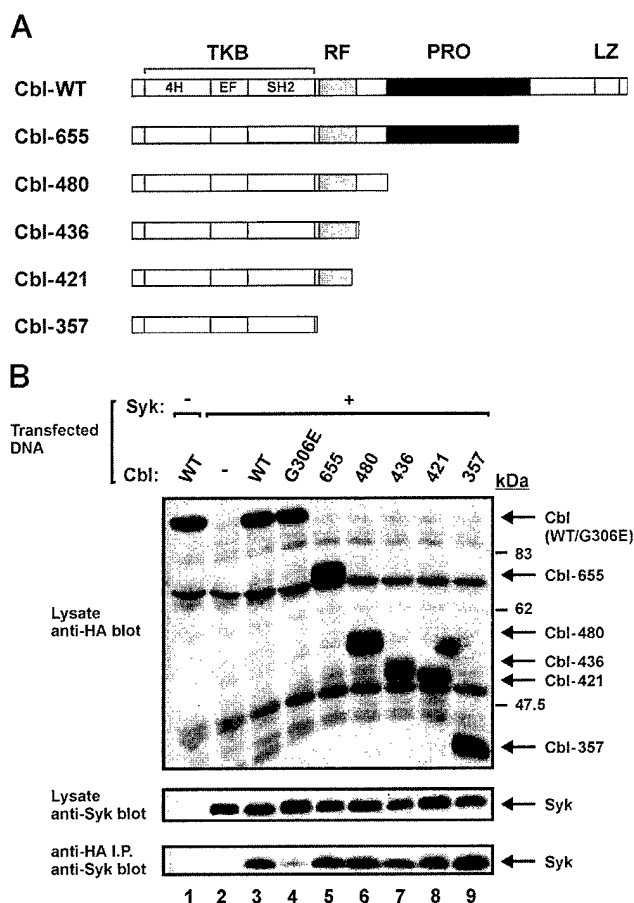 A
TKB RF PRO LZ
Cbl-WT 4H EF SH2
Cbl-655
Cbl-480
Cbl-436
Cbl-421
Cbl-357
B
Transfected DNA
Syk: - +
Cbl: WT - WT G306E 655 480 436 421 357
kDa
Cbl (WT/G306E)
83
Cbl-655
62
Cbl-480
Cbl-436
Cbl-421
47.5
Cbl-357
Lysate
anti-HA blot
Lysate
anti-Syk blot
Syk
anti-HA I.P.
anti-Syk blot
Syk
1 2 3 4 5 6 7 8 9